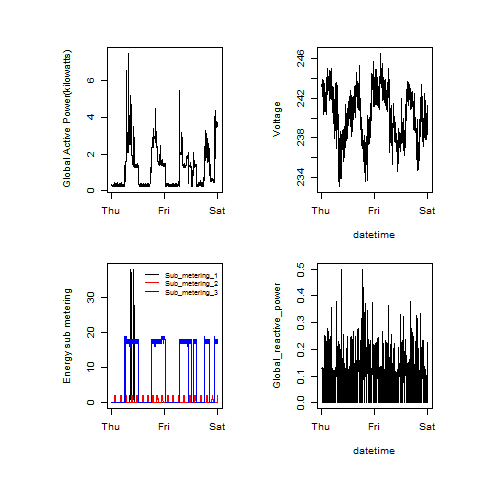 Global Active Power(kilowatts)
0 2 4 6
Thu Fri Sat
Voltage
234 238 242 246
Thu Fri Sat
datetime
Energy sub metering
0 10 20 30
Sub_metering_1
Sub_metering_2
Sub_metering_3
Thu Fri Sat
Global_reactive_power
0.0 0.1 0.2 0.3 0.4 0.5
Thu Fri Sat
datetime